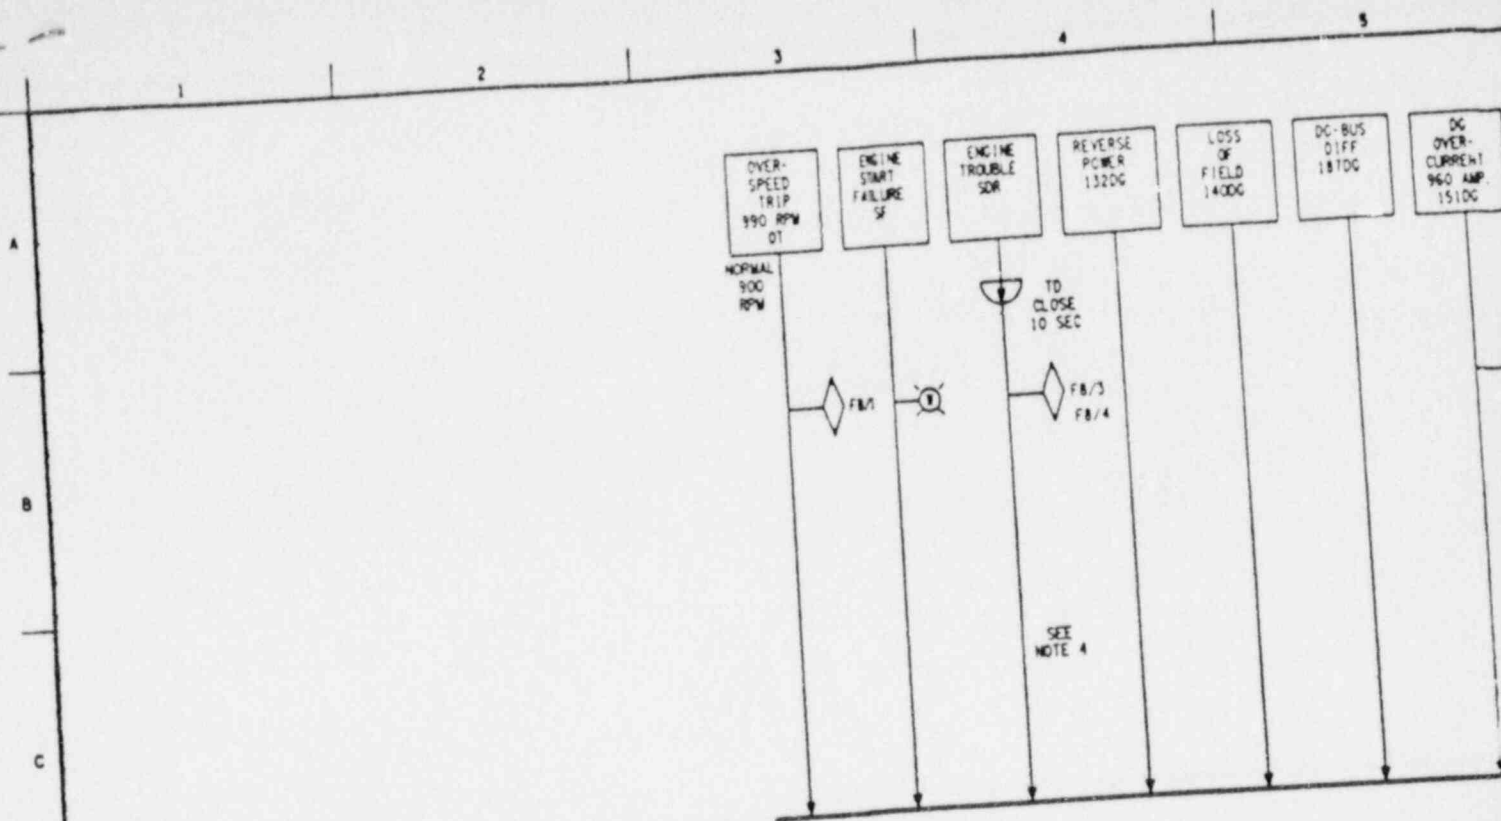 1
2
3
4
5
OVER-
SPEED
TRIP
990 RPM
OT
ENGINE
START
FAILURE
SF
ENGINE
TROUBLE
SDR
REVERSE
POWER
132DG
LOSS
OF
FIELD
140DG
DG-BUS
DIFF
187DG
DG
OVER-
CURRENT
960 AMP.
151DG
A
NORMAL
900
RPM
TD
CLOSE
10 SEC
F8/1
F8/3
F8/4
B
SEE
NOTE 4
C